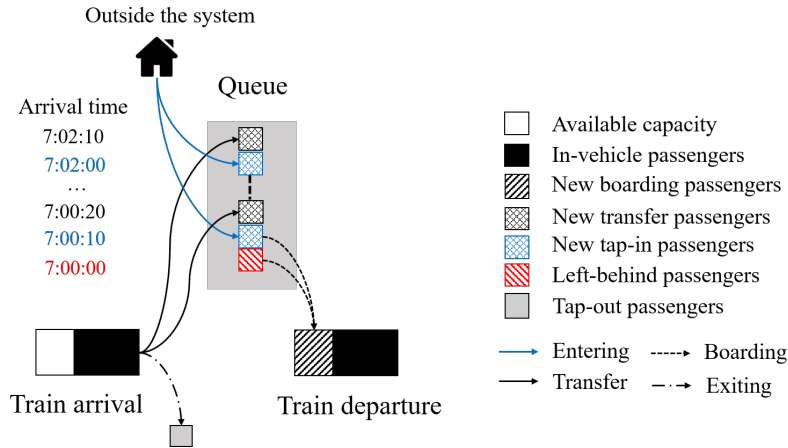 Outside the system
Queue
Arrival time
7:02:10
7:02:00
...
7:00:20
7:00:10
7:00:00
Train arrival
Train departure
Available capacity
In-vehicle passengers
New boarding passengers
New transfer passengers
New tap-in passengers
Left-behind passengers
Tap-out passengers
Entering
Boarding
Transfer
Exiting